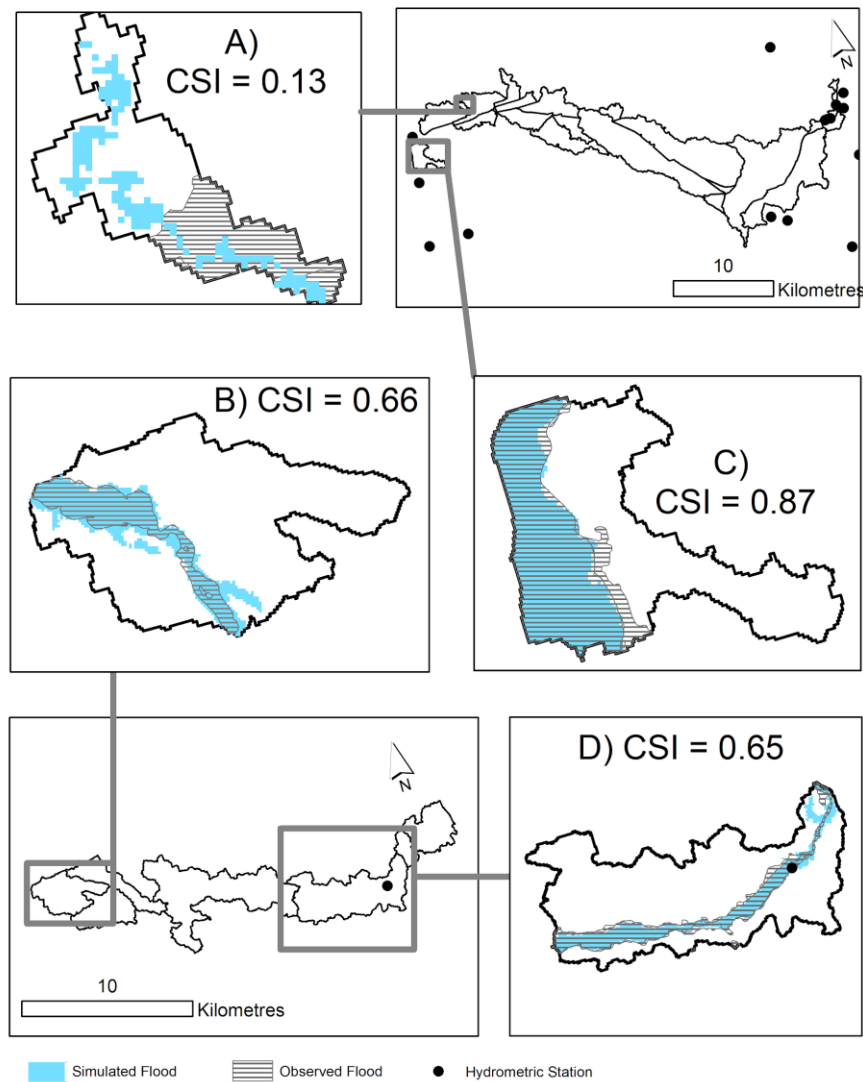 A)
CSI = 0.13
N
10
Kilometres
B) CSI = 0.66
C)
CSI = 0.87
N
10
Kilometres
D) CSI = 0.65
Simulated Flood
Observed Flood
Hydrometric Station